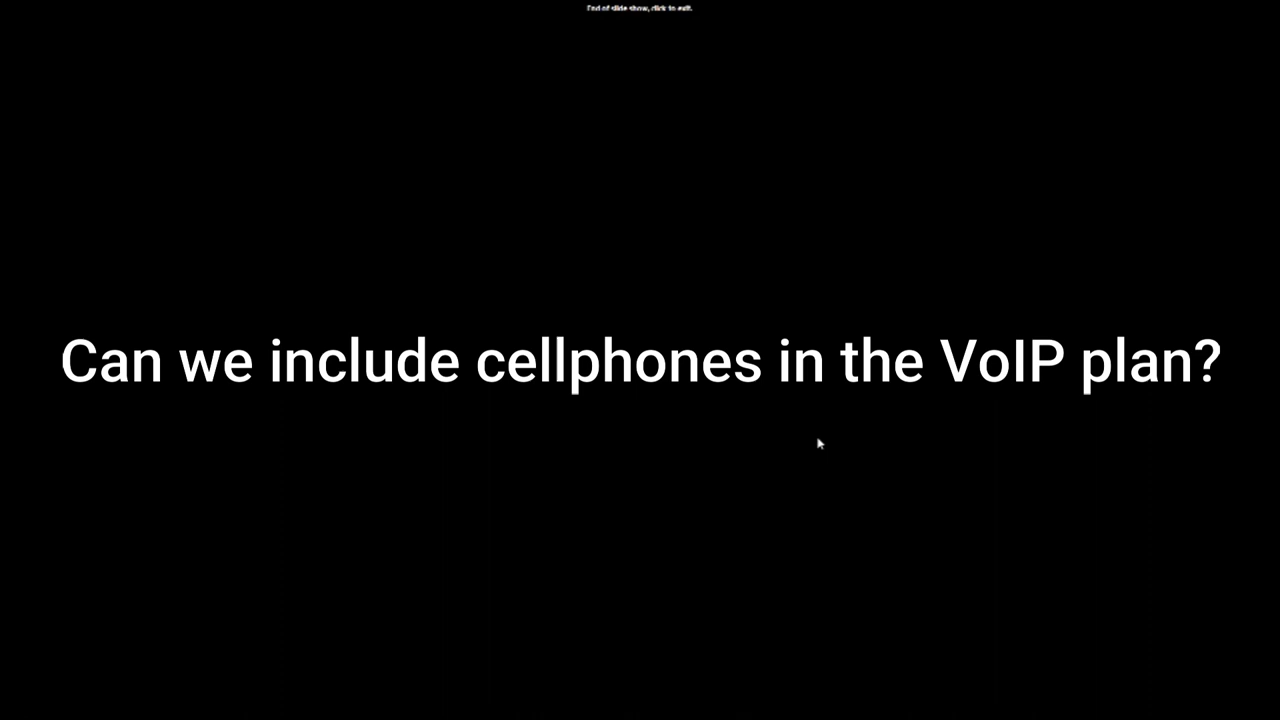 End of slide show, click to exit.
Can we include cellphones in the VoIP plan?